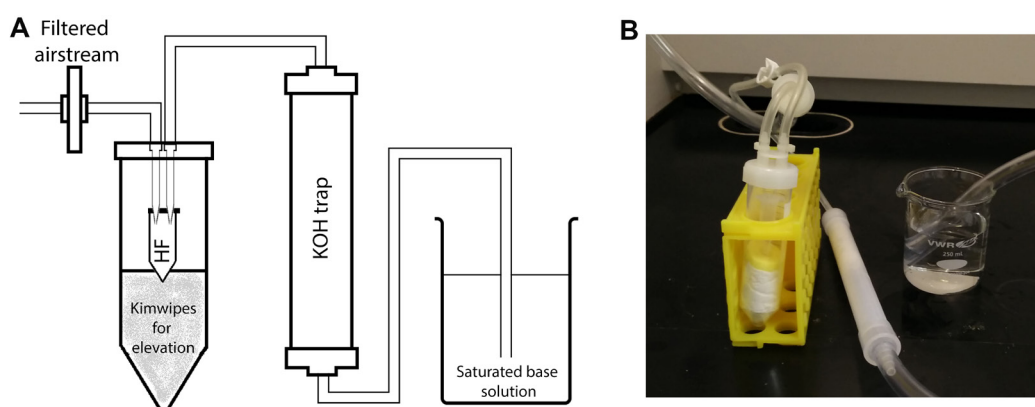 A
Filtered
airstream
HF
Kimwipes
for
elevation
KOH trap
Saturated base
solution
B
VWR
250 ml